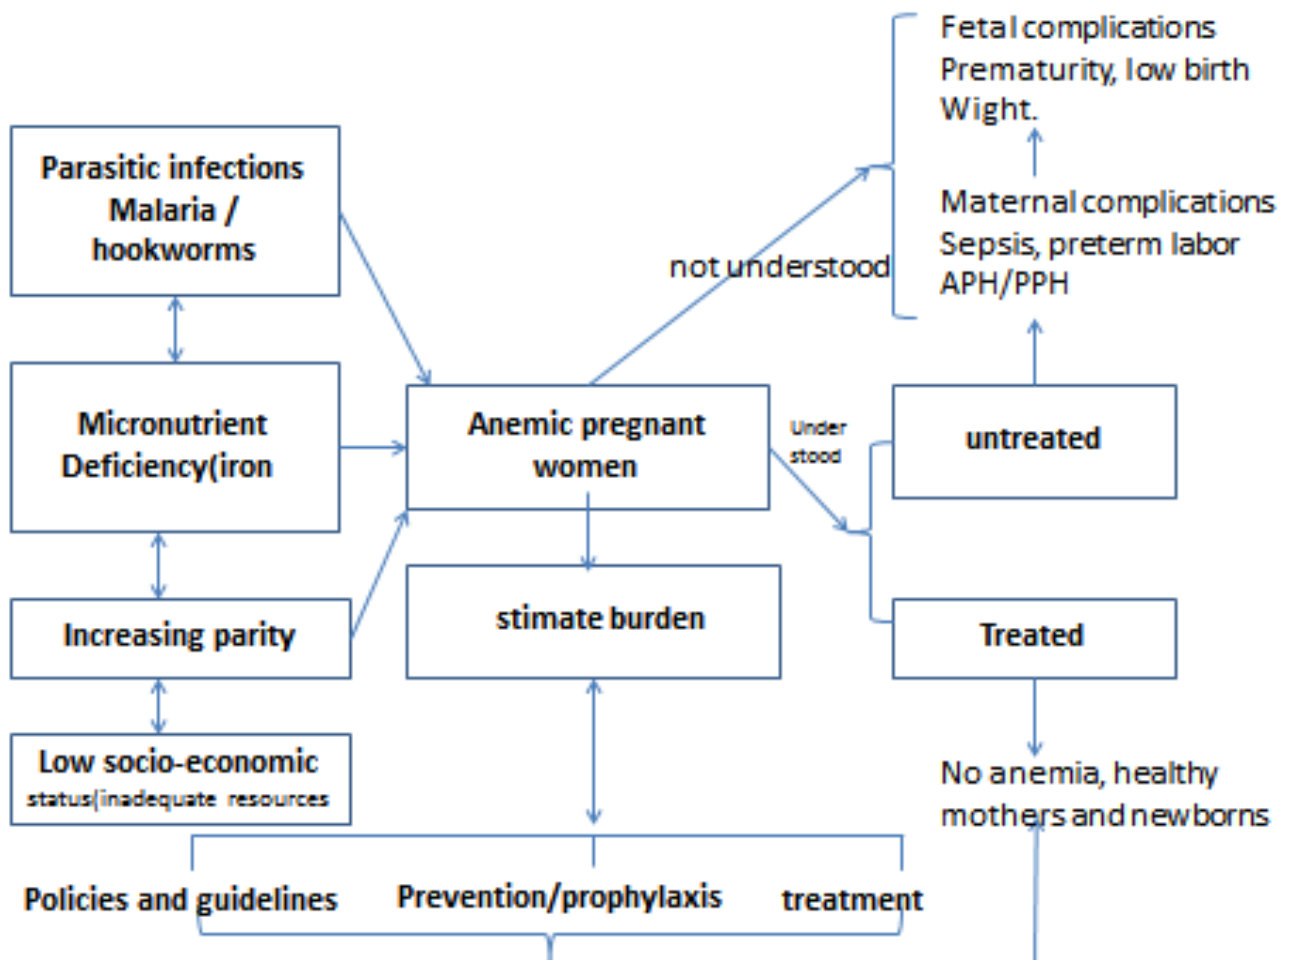 Fetal complications
Prematurity, low birth
Wight.
Parasitic infections
Malaria /
hookworms
Maternal complications
Sepsis, preterm labor
APH/PPH
not understood
Micronutrient
Deficiency(iron
Anemic pregnant
women
Under
stood
untreated
Increasing parity
stimate burden
Treated
Low socio-economic
status(inadequate resources
No anemia, healthy
mothers and newborns
Policies and guidelines
Prevention/prophylaxis
treatment